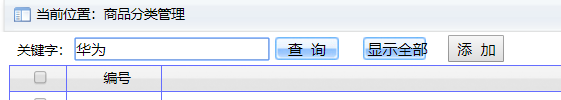 当前位置：商品分类管理
关键字： 华为 查 询 显示全部 添 加
编号